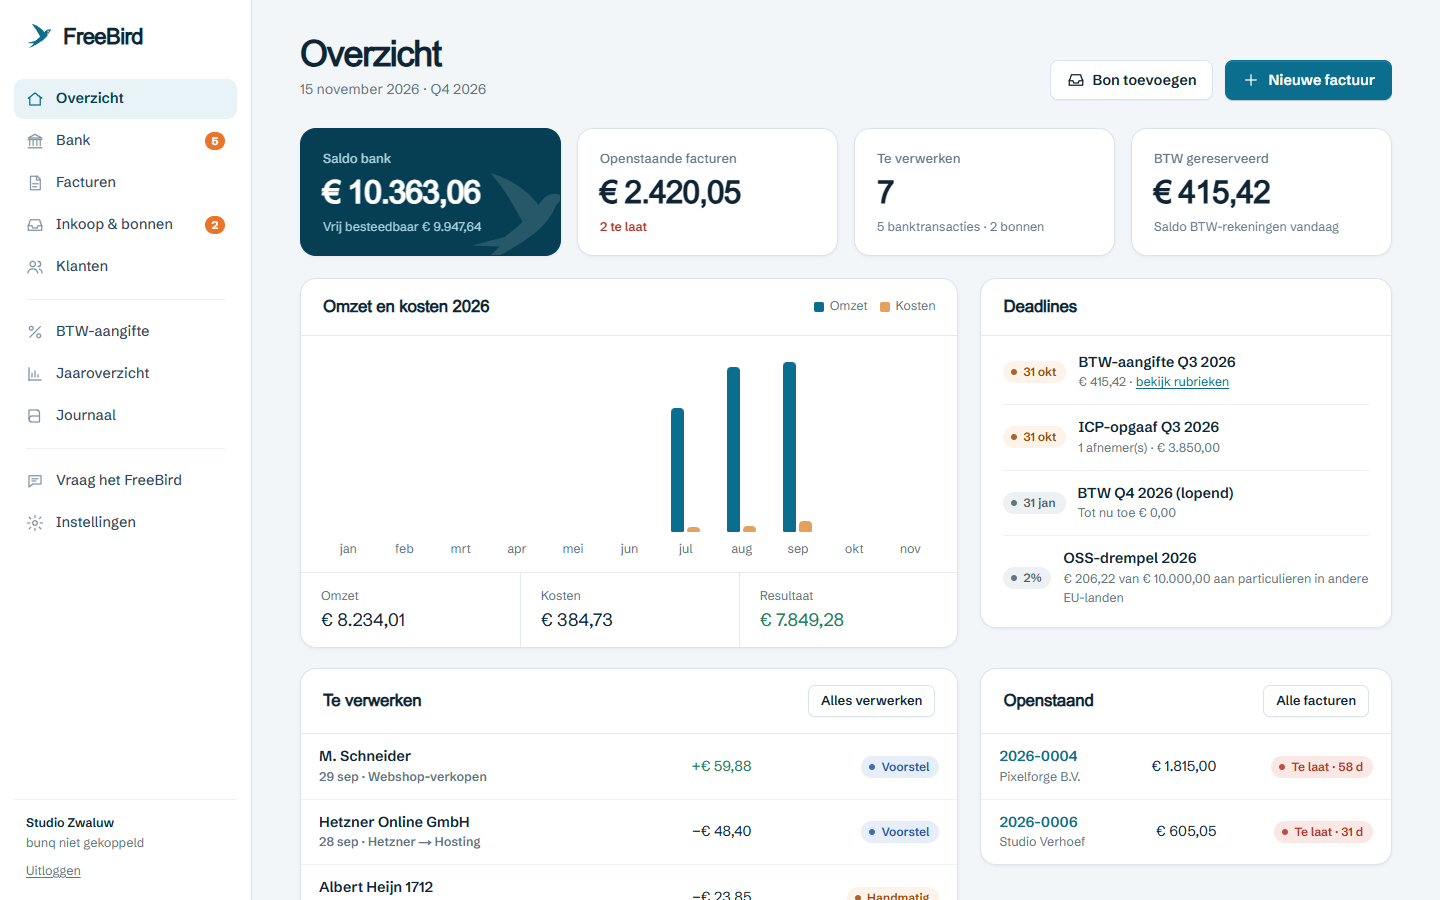 FreeBird
Overzicht
Bank
5
Facturen
Inkoop & bonnen
2
Klanten
BTW-aangifte
Jaaroverzicht
Journaal
Vraag het FreeBird
Instellingen
Studio Zwaluw
bunq niet gekoppeld
Uitloggen
Overzicht
15 november 2026 · Q4 2026
Bon toevoegen
Nieuwe factuur
Saldo bank
€ 10.363,06
Vrij besteedbaar € 9.947,64
Openstaande facturen
€ 2.420,05
2 te laat
Te verwerken
7
5 banktransacties · 2 bonnen
BTW gereserveerd
€ 415,42
Saldo BTW-rekeningen vandaag
Omzet en kosten 2026
Omzet
Kosten
jan feb mrt apr mei jun jul aug sep okt nov
Omzet
€ 8.234,01
Kosten
€ 384,73
Resultaat
€ 7.849,28
Deadlines
31 okt
BTW-aangifte Q3 2026
€ 415,42 · bekijk rubrieken
31 okt
ICP-opgaaf Q3 2026
1 afnemer(s) · € 3.850,00
31 jan
BTW Q4 2026 (lopend)
Tot nu toe € 0,00
2%
OSS-drempel 2026
€ 206,22 van € 10.000,00 aan particulieren in andere
EU-landen
Te verwerken
Alles verwerken
M. Schneider
29 sep · Webshop-verkopen
+€ 59,88
Voorstel
Hetzner Online GmbH
28 sep · Hetzner → Hosting
−€ 48,40
Voorstel
Albert Heijn 1712
−€ 23,85
Handmatig
Openstaand
Alle facturen
2026-0004
Pixelforge B.V.
€ 1.815,00
Te laat · 58 d
2026-0006
Studio Verhoef
€ 605,05
Te laat · 31 d